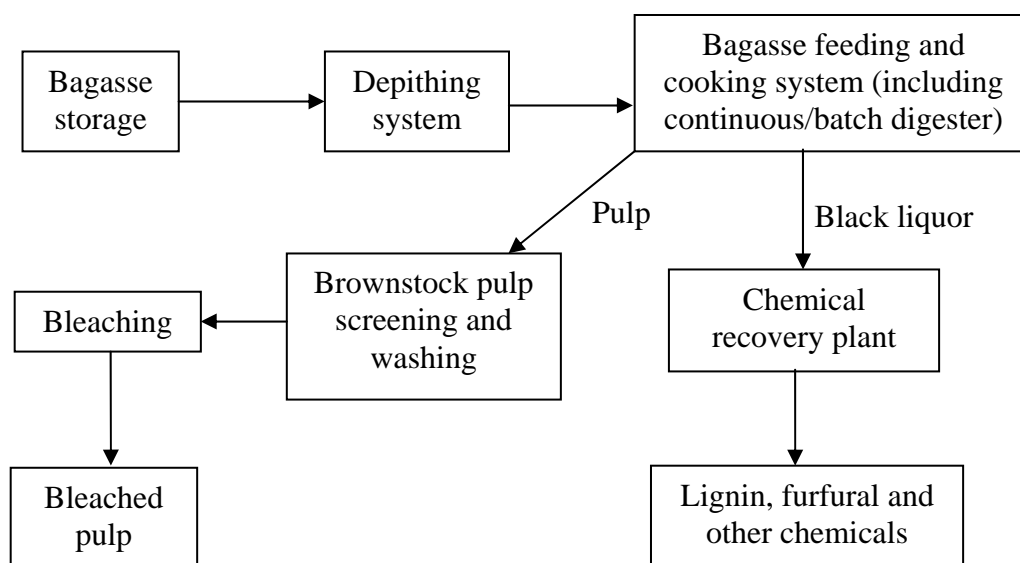 Bagasse
storage
Depithing
system
Bagasse feeding and
cooking system (including
continuous/batch digester)
Pulp
Black liquor
Brownstock pulp
screening and
washing
Bleaching
Chemical
recovery plant
Bleached
pulp
Lignin, furfural and
other chemicals